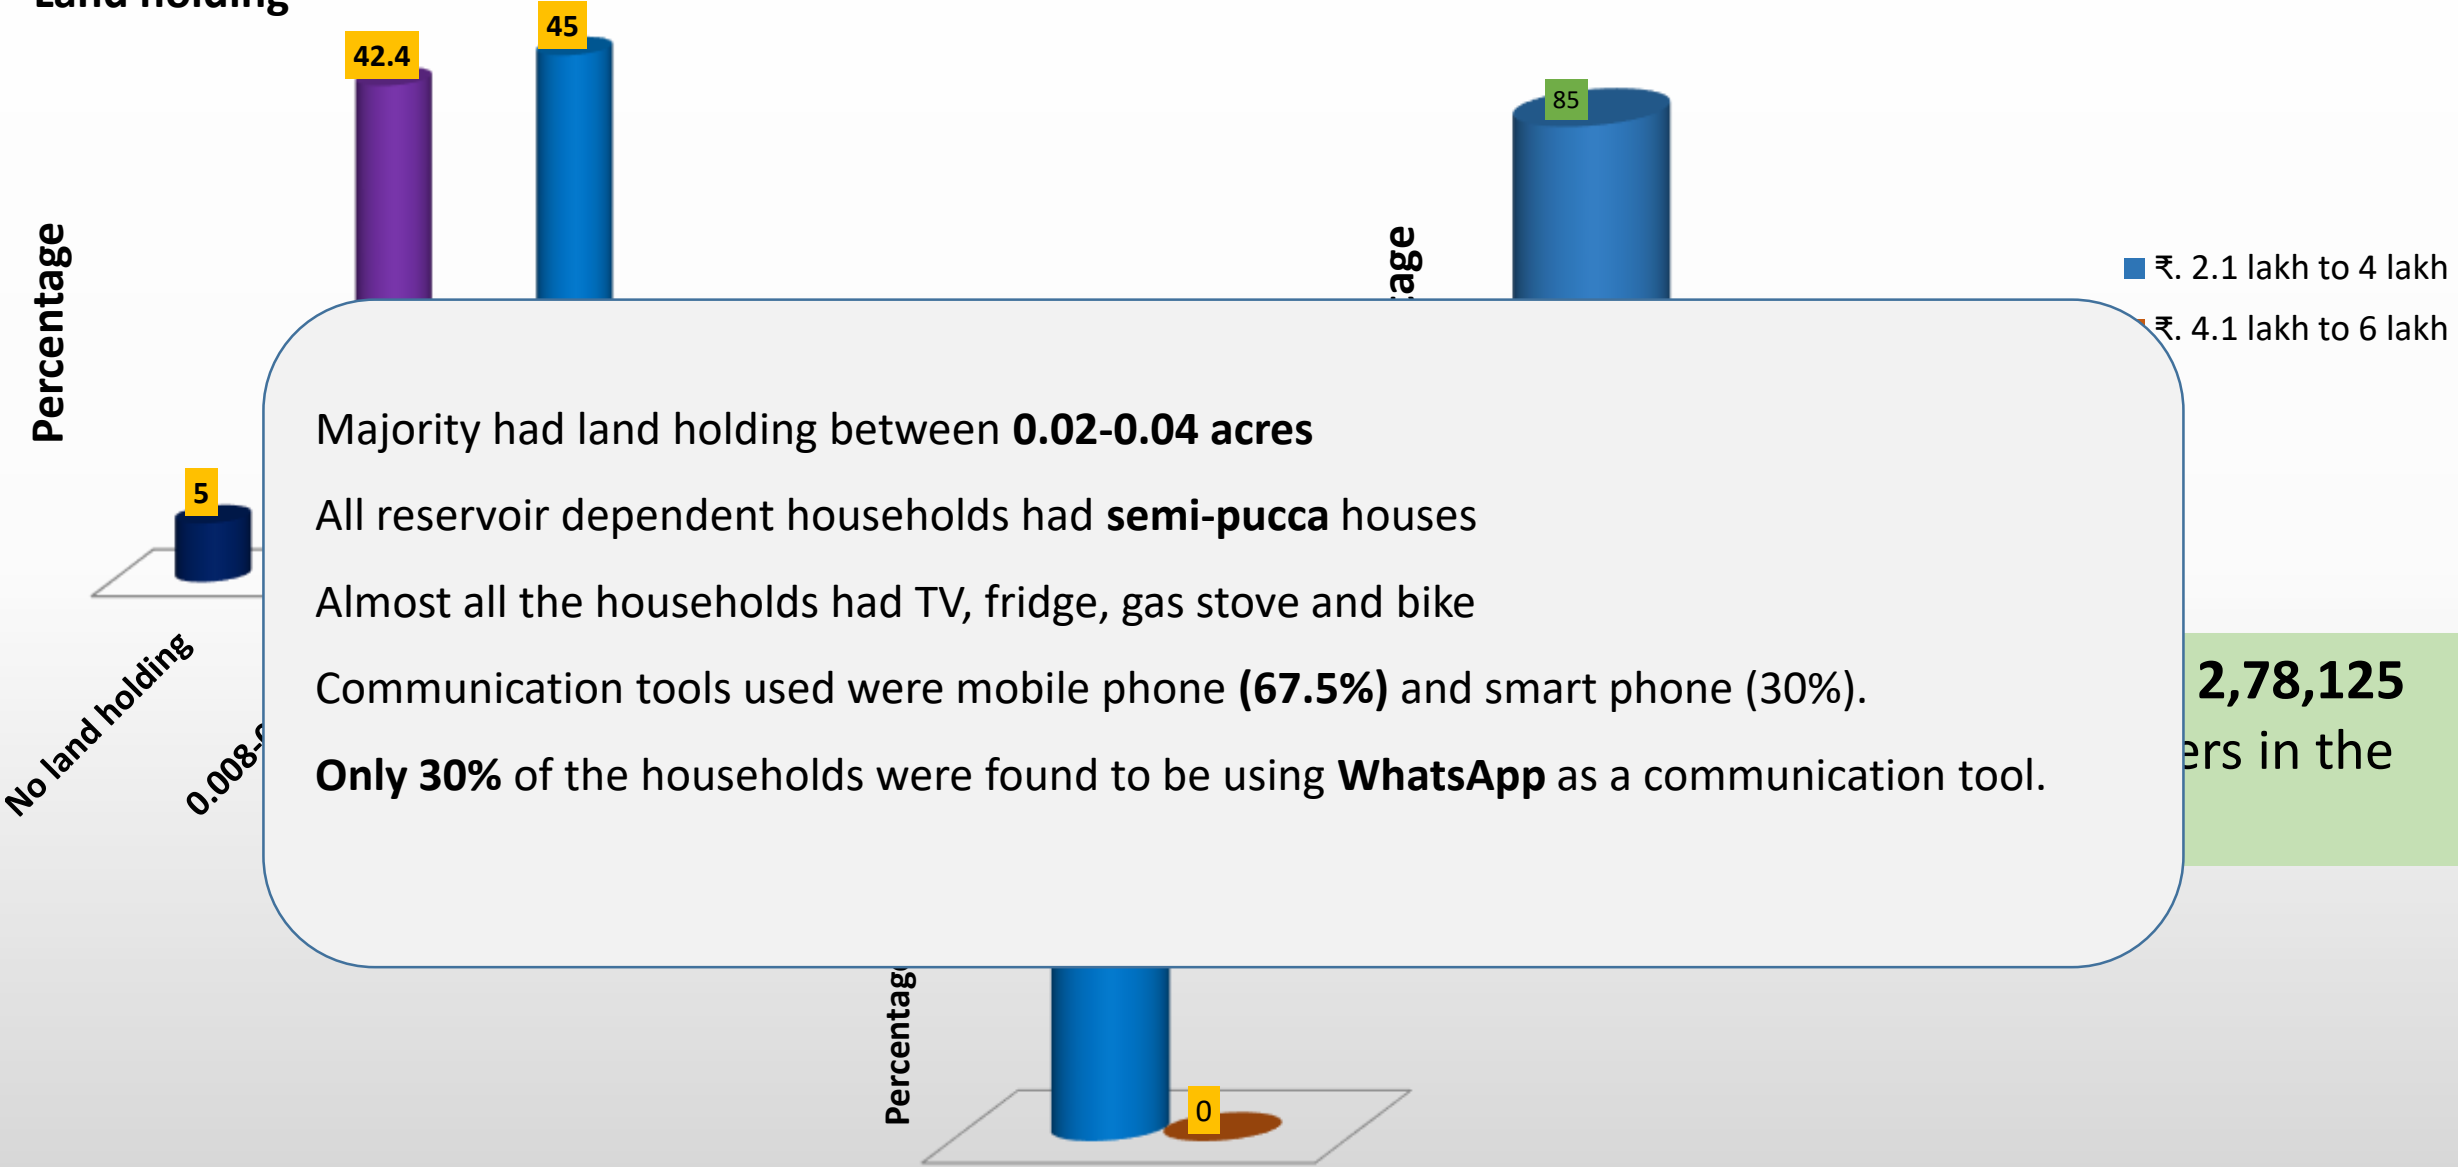 Land holding
42.4
45
5
Percentage
No land holding
85
₹. 2.1 lakh to 4 lakh
₹. 4.1 lakh to 6 lakh
Majority had land holding between 0.02-0.04 acres
All reservoir dependent households had semi-pucca houses
Almost all the households had TV, fridge, gas stove and bike
Communication tools used were mobile phone (67.5%) and smart phone (30%).
Only 30% of the households were found to be using WhatsApp as a communication tool.
2,78,125
in the
Percentage
0